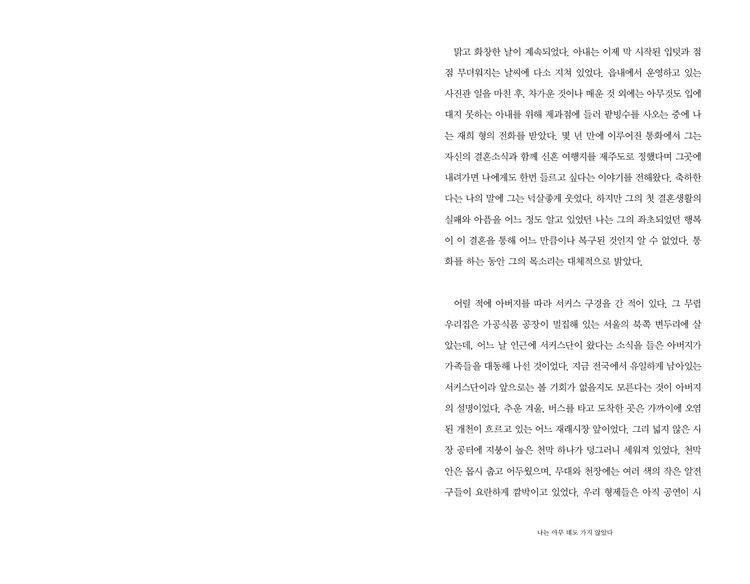 맑고 화창한 날이 계속되었다. 아내는 이제 막 시작된 입덧과 점
점 무더워지는 날씨에 다소 지쳐 있었다. 읍내에서 운영하고 있는
사진관 일을 마친 후, 차가운 것이나 매운 것 외에는 아무것도 입에
대지 못하는 아내를 위해 제과점에 들러 팥빙수를 사오는 중에 나
는 재희 형의 전화를 받았다. 몇 년 만에 이루어진 통화에서 그는
자신의 결혼소식과 함께 신혼 여행지를 제주도로 정했다며 그곳에
내려가면 나에게도 한번 들르고 싶다는 이야기를 전해왔다. 축하한
다는 나의 말에 그는 넉살좋게 웃었다. 하지만 그의 첫 결혼생활의
실패와 아픔을 어느 정도 알고 있었던 나는 그의 좌초되었던 행복
이 이 결혼을 통해 어느 만큼이나 복구된 것인지 알 수 없었다. 통
화를 하는 동안 그의 목소리는 대체적으로 밝았다.
어릴 적에 아버지를 따라 서커스 구경을 간 적이 있다. 그 무렵
우리집은 가공식품 공장이 밀집해 있는 서울의 북쪽 변두리에 살
았는데, 어느 날 인근에 서커스단이 왔다는 소식을 들은 아버지가
가족들을 대동해 나선 것이었다. 지금 전국에서 유일하게 남아있는
서커스단이라 앞으로는 볼 기회가 없을지도 모른다는 것이 아버지
의 설명이었다. 추운 겨울, 버스를 타고 도착한 곳은 가까이에 오염
된 개천이 흐르고 있는 어느 재래시장 앞이었다. 그리 넓지 않은 시
장 공터에 지붕이 높은 천막 하나가 덩그러니 세워져 있었다. 천막
안은 몹시 춥고 어두웠으며, 무대와 천장에는 여러 색의 작은 알전
구들이 요란하게 깜박이고 있었다. 우리 형제들은 아직 공연이 시
나는 아무 데도 가지 않았다